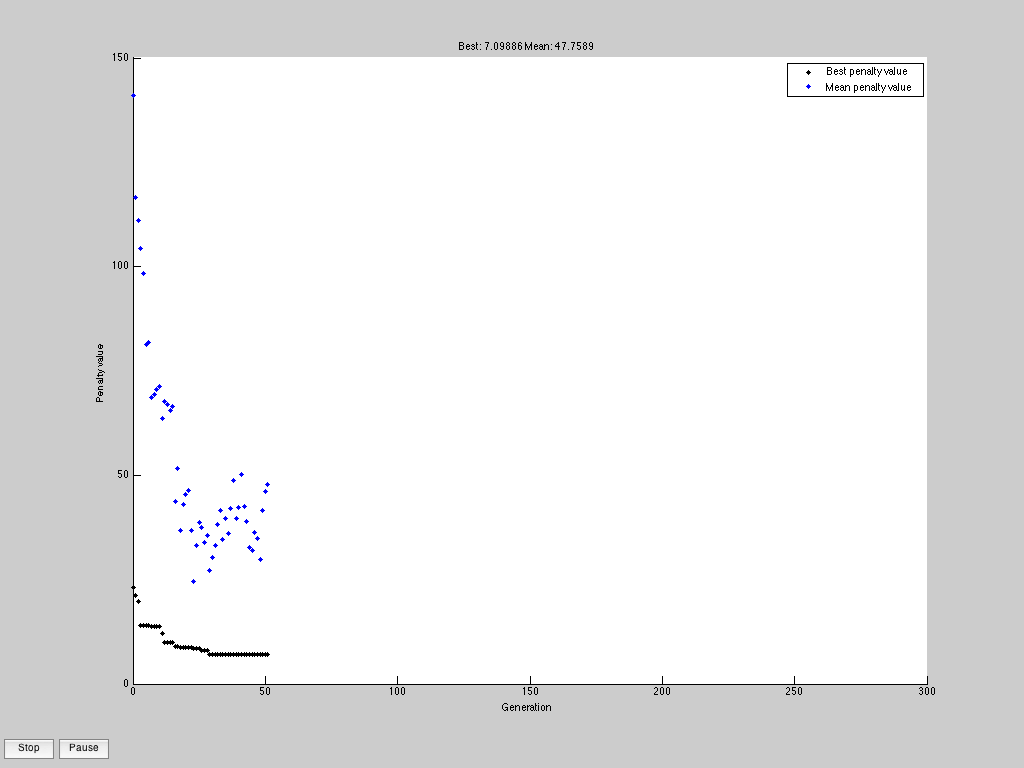 Best: 7.09886 Mean: 47.7589
150
Best penalty value
Mean penalty value
100
Penalty value
50
0
0 50 100 150 200 250 300
Generation
Stop Pause